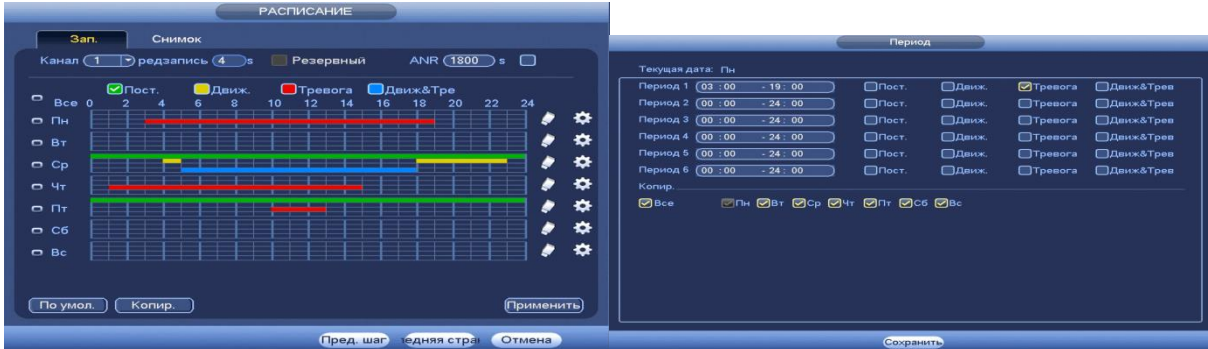 РАСПИСАНИЕ
Зап. Снимок
Канал 1 редзапись 4 s Резервный ANR 1800 s
Пост. Движ. Тревога Движ&Тре
Все 0 2 4 6 8 10 12 14 16 18 20 22 24
Пн
Вт
Ср
Чт
Пт
Сб
Вс
По умол. Копир. Применить
Пред. шаг едняя стра Отмена
Период
Текущая дата: Пн
Период 1 03 : 00 - 19 : 00 Пост. Движ. Тревога Движ&Трев
Период 2 00 : 00 - 24 : 00 Пост. Движ. Тревога Движ&Трев
Период 3 00 : 00 - 24 : 00 Пост. Движ. Тревога Движ&Трев
Период 4 00 : 00 - 24 : 00 Пост. Движ. Тревога Движ&Трев
Период 5 00 : 00 - 24 : 00 Пост. Движ. Тревога Движ&Трев
Период 6 00 : 00 - 24 : 00 Пост. Движ. Тревога Движ&Трев
Копир.
Все Пн Вт Ср Чт Пт Сб Вс
Сохранить